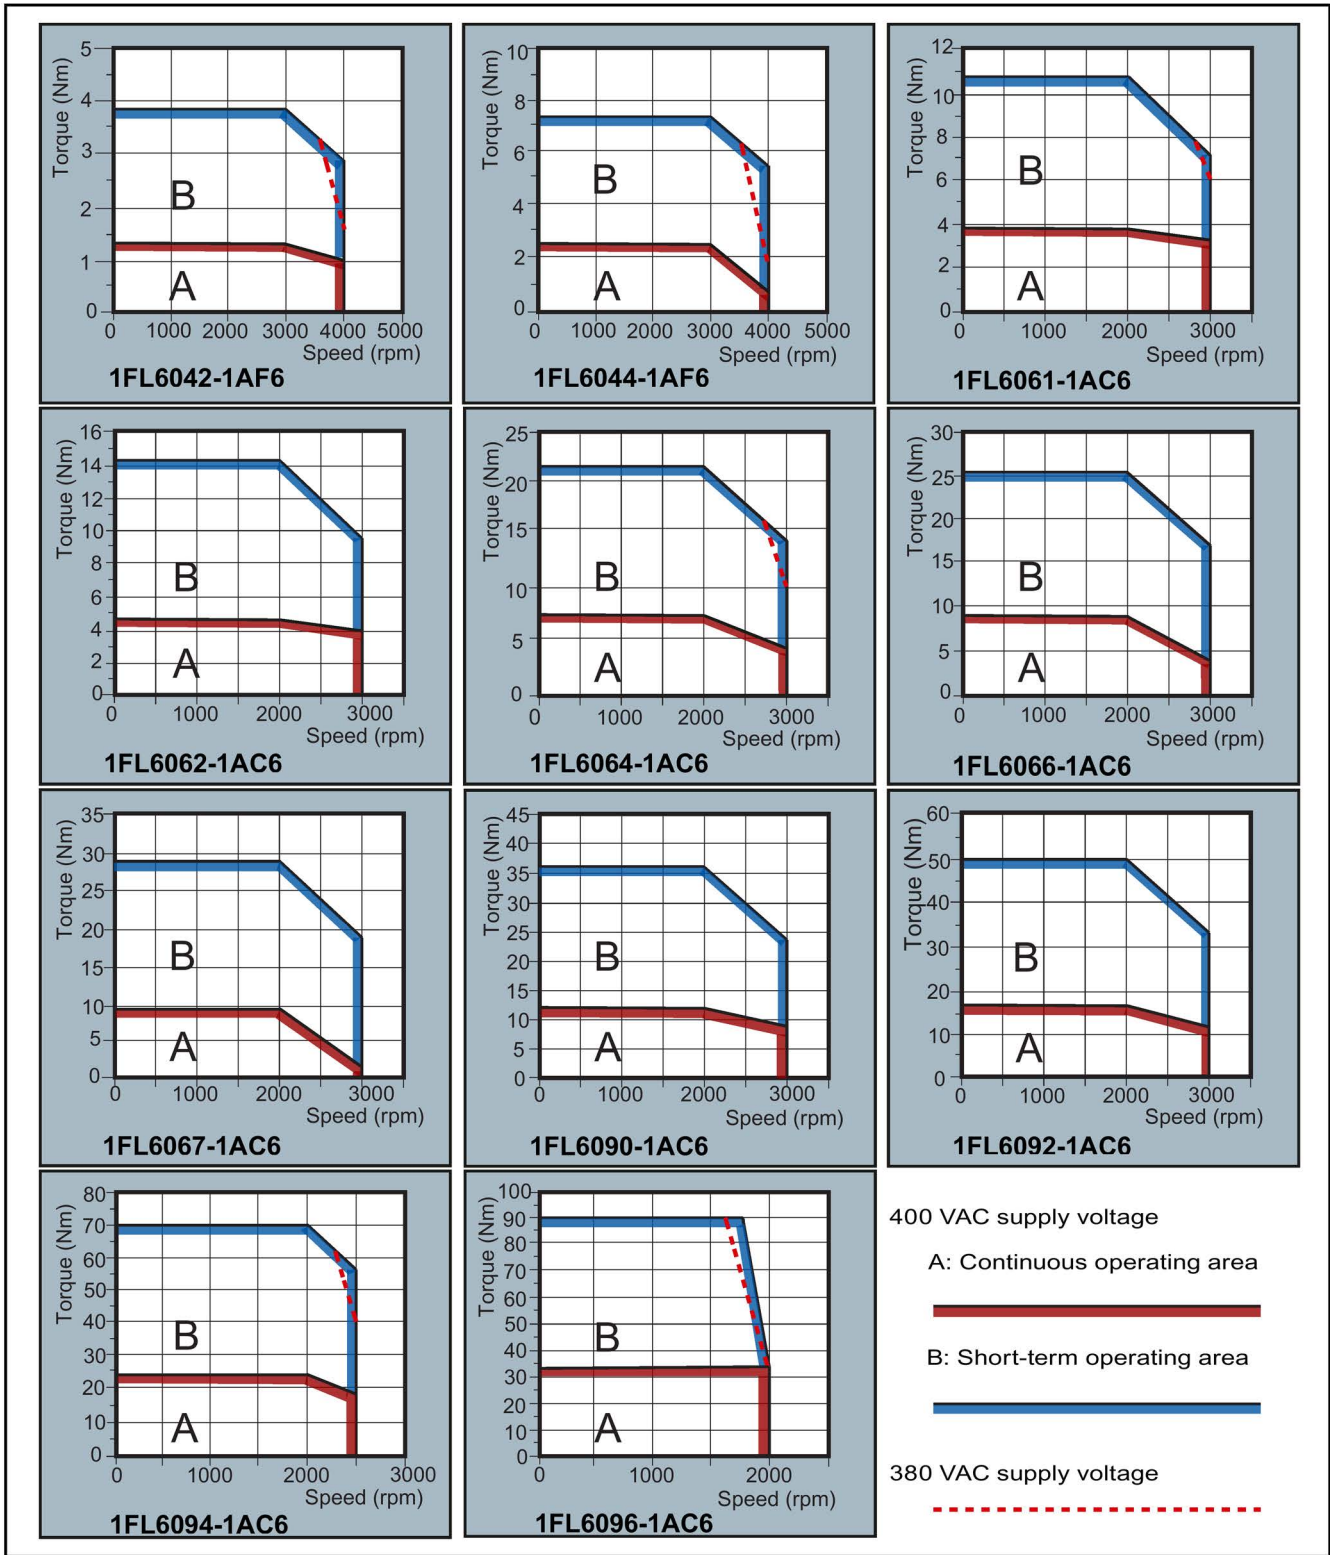 Torque (Nm)
5
4
3
2
1
0
B
A
0 1000 2000 3000 4000 5000
Speed (rpm)
1FL6042-1AF6
Torque (Nm)
10
8
6
4
2
0
B
A
0 1000 2000 3000 4000 5000
Speed (rpm)
1FL6044-1AF6
Torque (Nm)
12
10
8
6
4
2
0
B
A
0 1000 2000 3000
Speed (rpm)
1FL6061-1AC6
Torque (Nm)
16
14
12
10
8
6
4
2
0
B
A
0 1000 2000 3000
Speed (rpm)
1FL6062-1AC6
Torque (Nm)
25
20
15
10
5
0
B
A
0 1000 2000 3000
Speed (rpm)
1FL6064-1AC6
Torque (Nm)
30
25
20
15
10
5
0
B
A
0 1000 2000 3000
Speed (rpm)
1FL6066-1AC6
Torque (Nm)
35
30
25
20
15
10
5
0
B
A
0 1000 2000 3000
Speed (rpm)
1FL6067-1AC6
Torque (Nm)
45
40
35
30
25
20
15
10
5
0
B
A
0 1000 2000 3000
Speed (rpm)
1FL6090-1AC6
Torque (Nm)
60
50
40
30
20
10
0
B
A
0 1000 2000 3000
Speed (rpm)
1FL6092-1AC6
Torque (Nm)
80
70
60
50
40
30
20
10
0
B
A
0 1000 2000 3000
Speed (rpm)
1FL6094-1AC6
Torque (Nm)
100
90
80
70
60
50
40
30
20
10
0
B
A
0 1000 2000
Speed (rpm)
1FL6096-1AC6
400 VAC supply voltage
A: Continuous operating area
B: Short-term operating area
380 VAC supply voltage